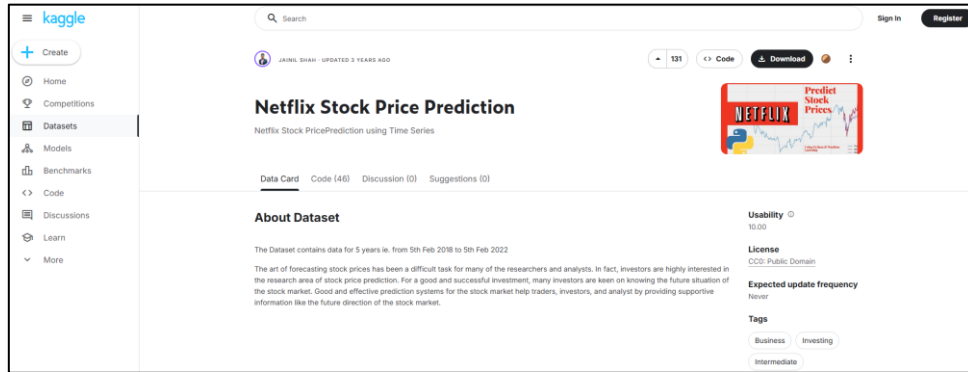 kaggle
Search
Sign In
Register
Create
Home
Competitions
Datasets
Models
Benchmarks
Code
Discussions
Learn
More
JAINIL SHAH · UPDATED 3 YEARS AGO
131
Code
Download
Netflix Stock Price Prediction
Netflix Stock PricePrediction using Time Series
NETFLIX
Predict
Stock
Prices
Data Card
Code (46)
Discussion (0)
Suggestions (0)
About Dataset
The Dataset contains data for 5 years ie. from 5th Feb 2018 to 5th Feb 2022
The art of forecasting stock prices has been a difficult task for many of the researchers and analysts. In fact, investors are highly interested in
the research area of stock price prediction. For a good and successful investment, many investors are keen on knowing the future situation of
the stock market. Good and effective prediction systems for the stock market help traders, investors, and analyst by providing supportive
information like the future direction of the stock market.
Usability
10.00
License
CC0: Public Domain
Expected update frequency
Never
Tags
Business
Investing
Intermediate